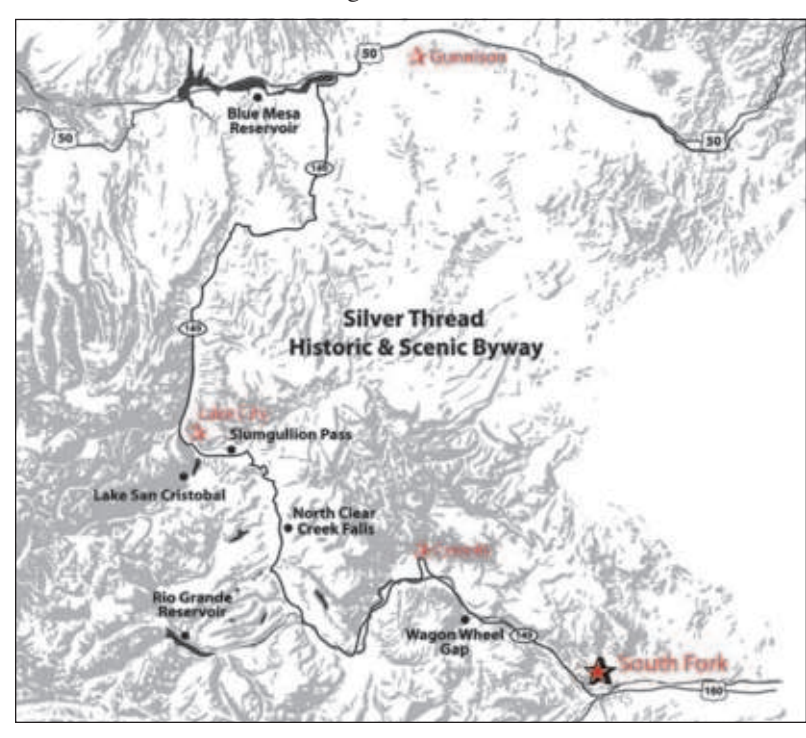 50
Gunnison
Blue Mesa
Reservoir
50
50
149
Silver Thread
Historic & Scenic Byway
149
Lake City
Slumgullion Pass
Lake San Cristobal
North Clear
Creek Falls
Creede
Rio Grande
Reservoir
Wagon Wheel
Gap
149
South Fork
160